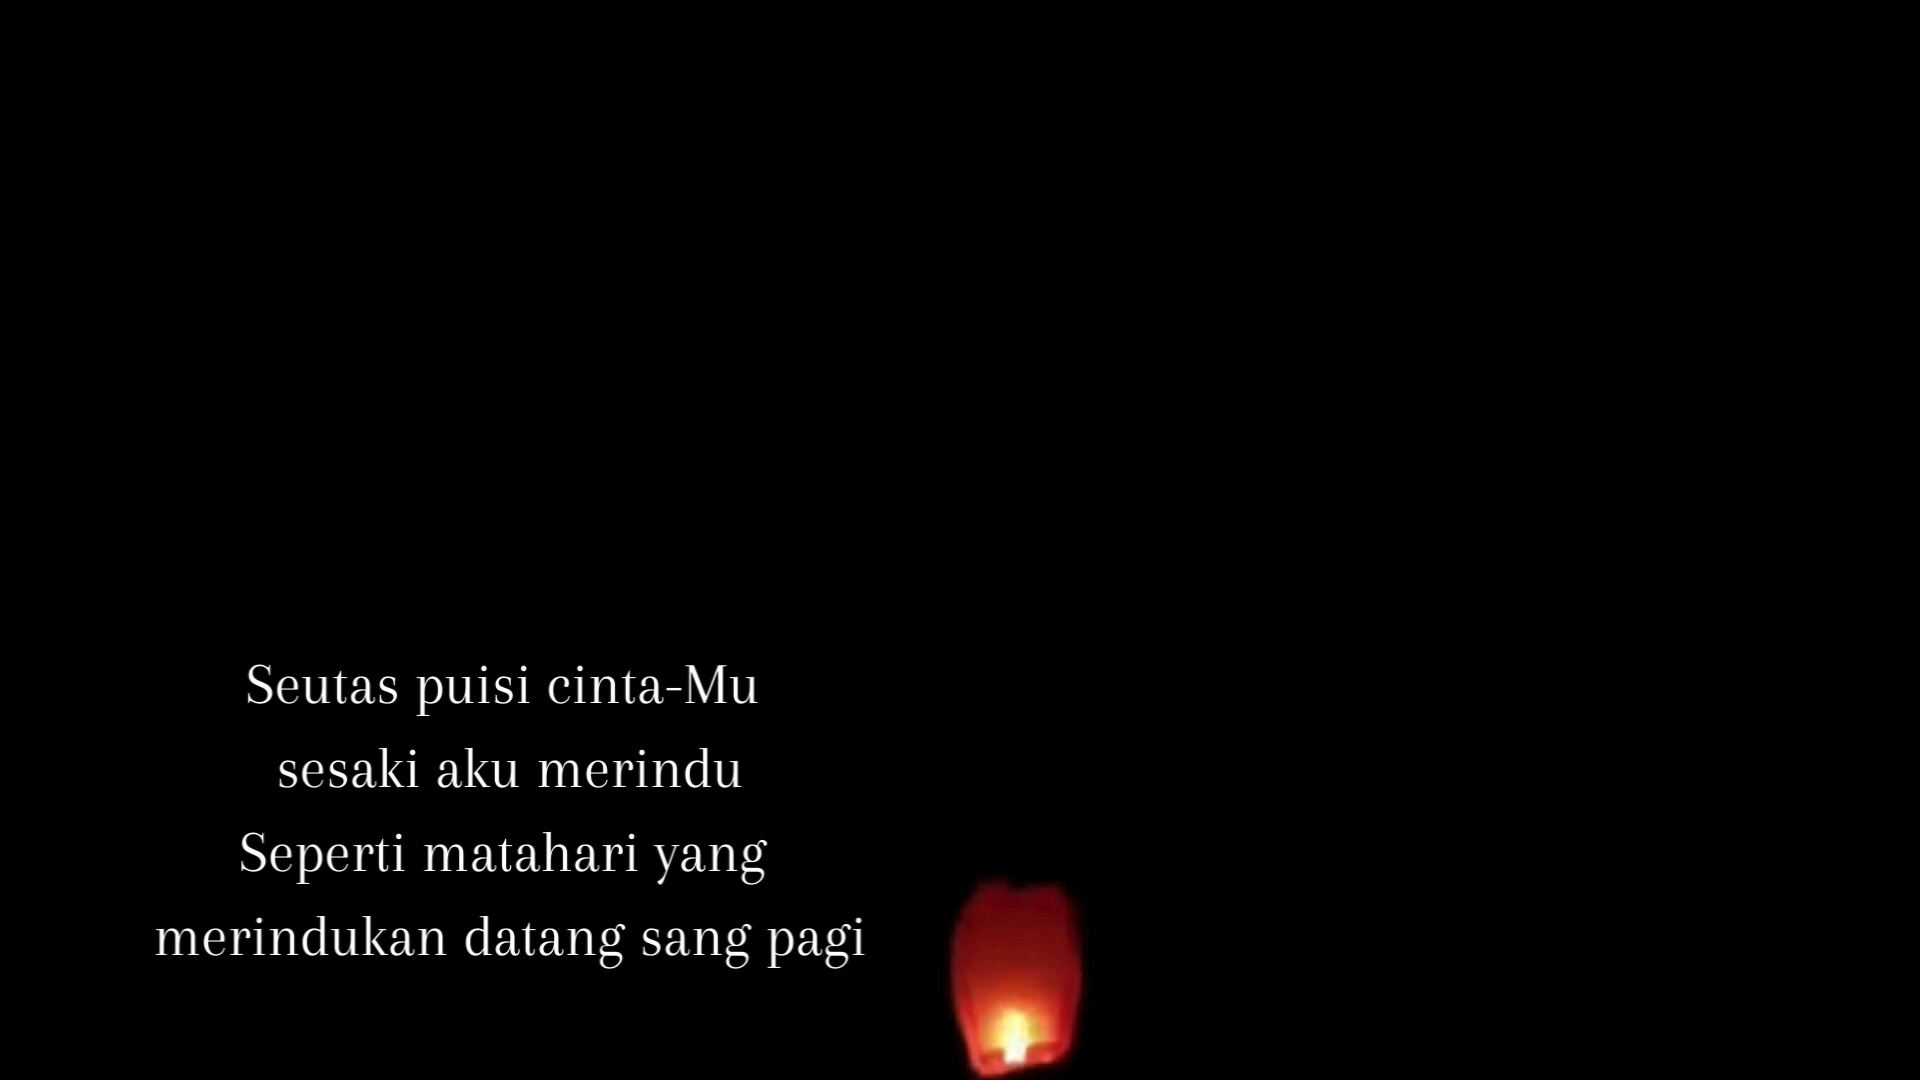 Seutas puisi cinta-Mu
sesaki aku merindu
Seperti matahari yang
merindukan datang sang pagi